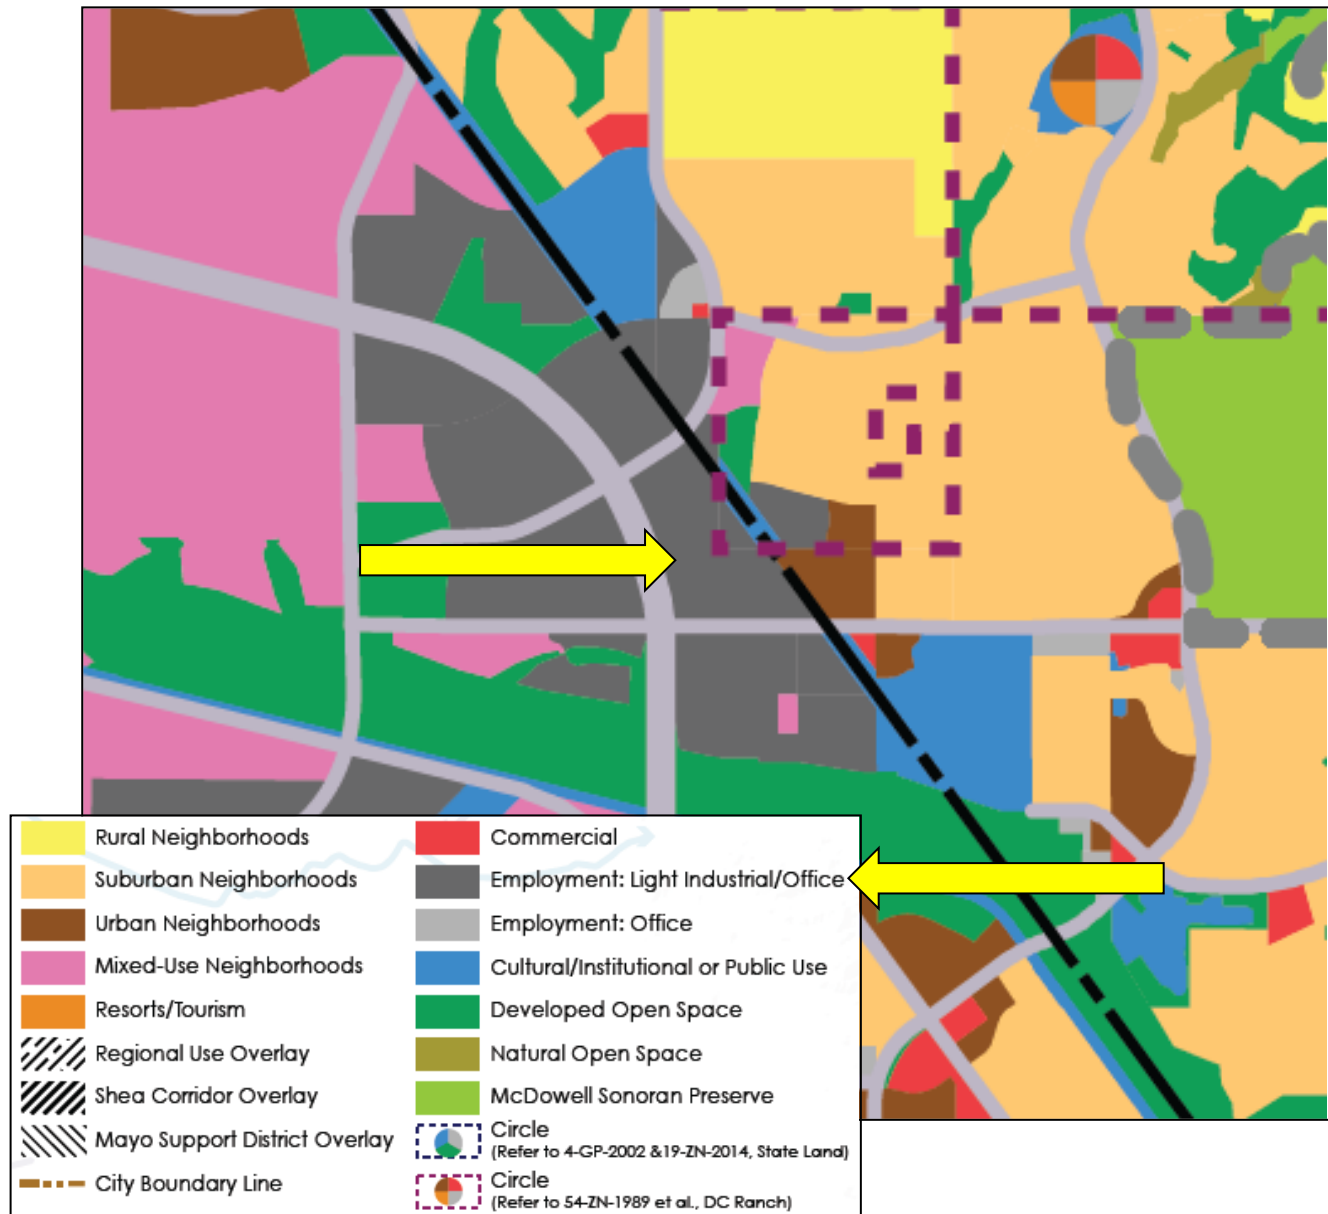 Rural Neighborhoods
Suburban Neighborhoods
Urban Neighborhoods
Mixed-Use Neighborhoods
Resorts/Tourism
Regional Use Overlay
Shea Corridor Overlay
Mayo Support District Overlay
City Boundary Line
Commercial
Employment: Light Industrial/Office
Employment: Office
Cultural/Institutional or Public Use
Developed Open Space
Natural Open Space
McDowell Sonoran Preserve
Circle
(Refer to 4-GP-2002 &19-ZN-2014, State Land)
Circle
(Refer to 54-ZN-1989 et al., DC Ranch)